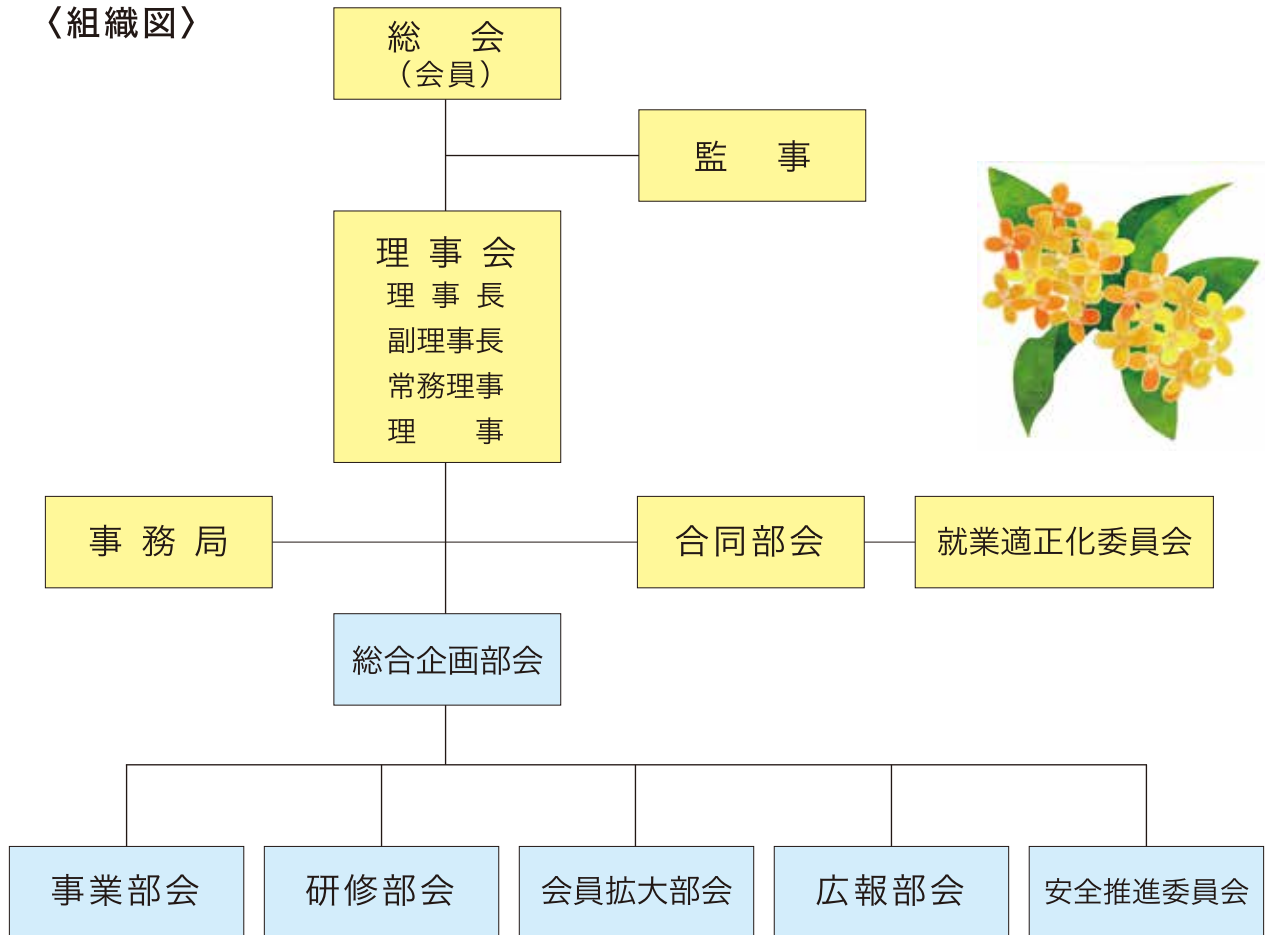 〈組織図〉
総　会
（会員）
監　事
理事会
理事長
副理事長
常務理事
理　事
事務局
合同部会
就業適正化委員会
総合企画部会
事業部会
研修部会
会員拡大部会
広報部会
安全推進委員会